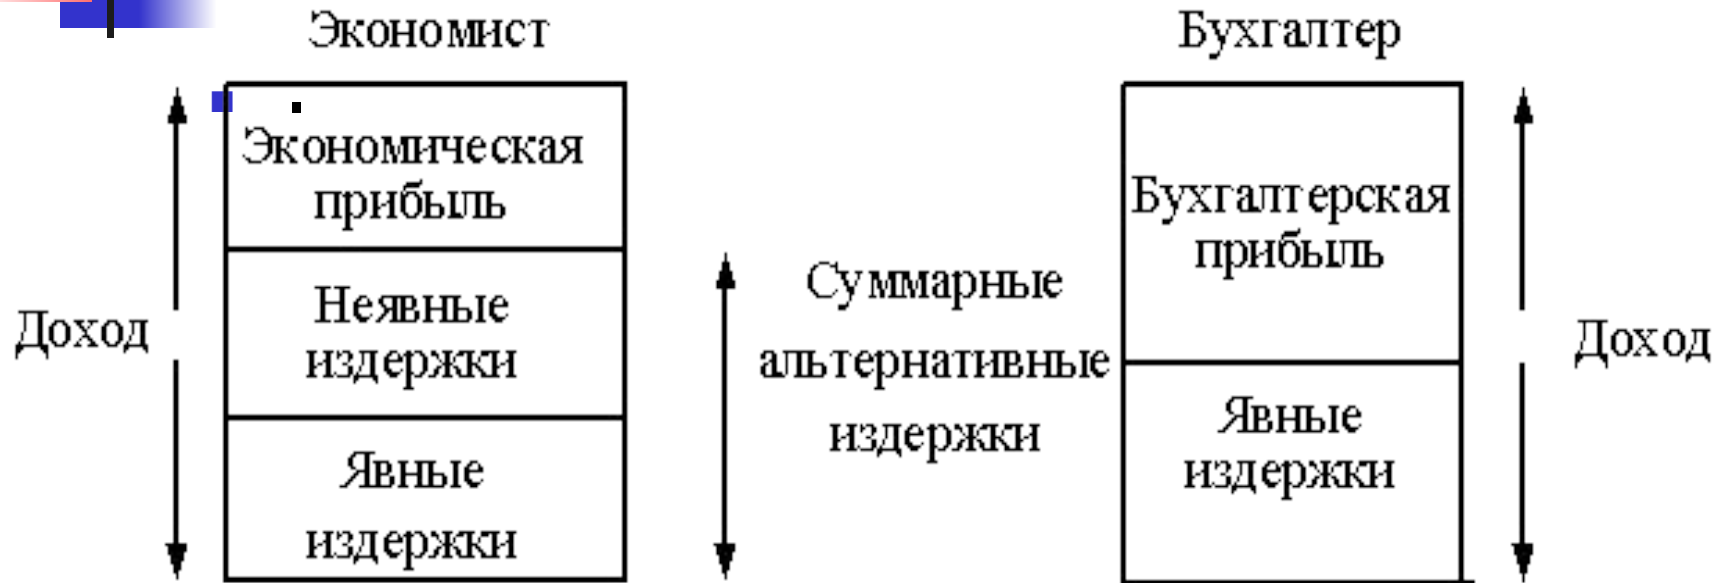 Экономист
Бухгалтер
Экономическая
прибыль
Неявные
издержки
Явные
издержки
Доход
Суммарные
альтернативные
издержки
Бухгалтерская
прибыль
Явные
издержки
Доход